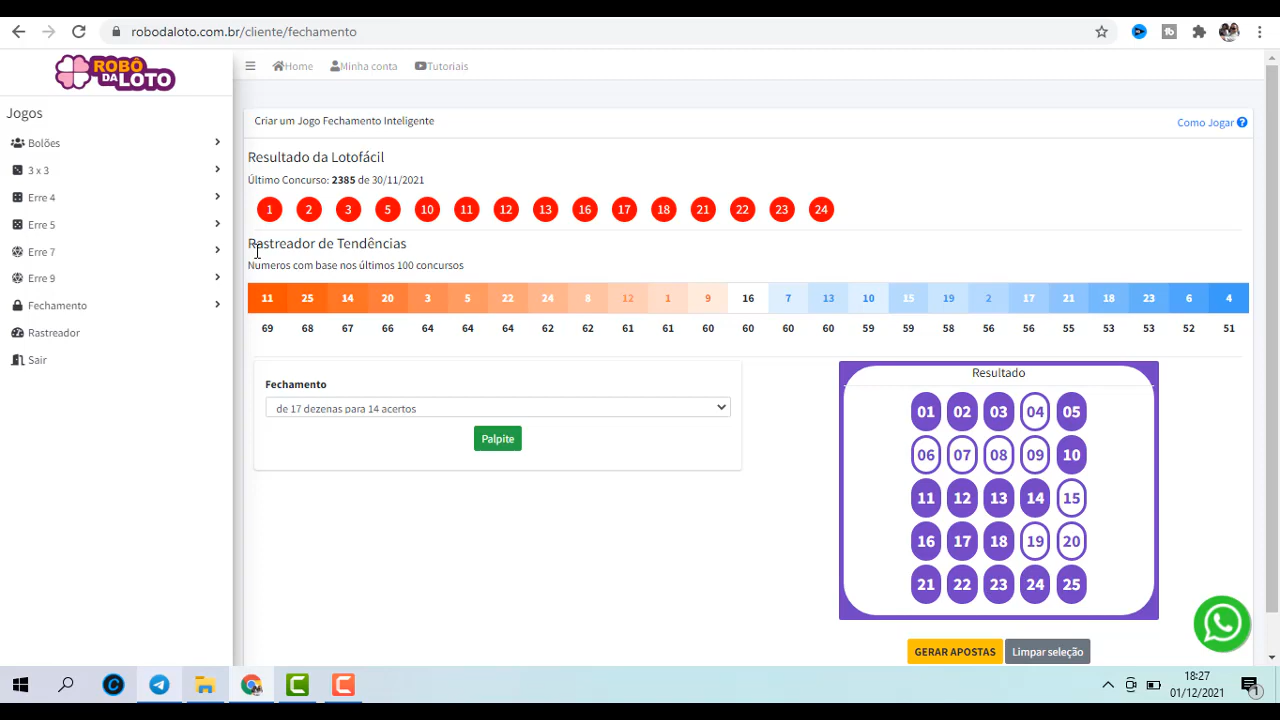 robodaloto.com.br/cliente/fechamento
ROBÔ DA LOTO
Home Minha conta Tutoriais
Jogos
Bolões
3 x 3
Erre 4
Erre 5
Erre 7
Erre 9
Fechamento
Rastreador
Sair
Criar um Jogo Fechamento Inteligente
Como Jogar
Resultado da Lotofácil
Último Concurso: 2385 de 30/11/2021
1 2 3 5 10 11 12 13 16 17 18 21 22 23 24
Rastreador de Tendências
Números com base nos últimos 100 concursos
11 25 14 20 3 5 22 24 8 12 1 9 16 7 13 10 15 19 2 17 21 18 23 6 4
69 68 67 66 64 64 64 62 62 61 61 60 60 60 60 59 59 58 56 56 55 53 53 52 51
Fechamento
de 17 dezenas para 14 acertos
Palpite
Resultado
01 02 03 04 05
06 07 08 09 10
11 12 13 14 15
16 17 18 19 20
21 22 23 24 25
GERAR APOSTAS Limpar seleção
18:27
01/12/2021
1